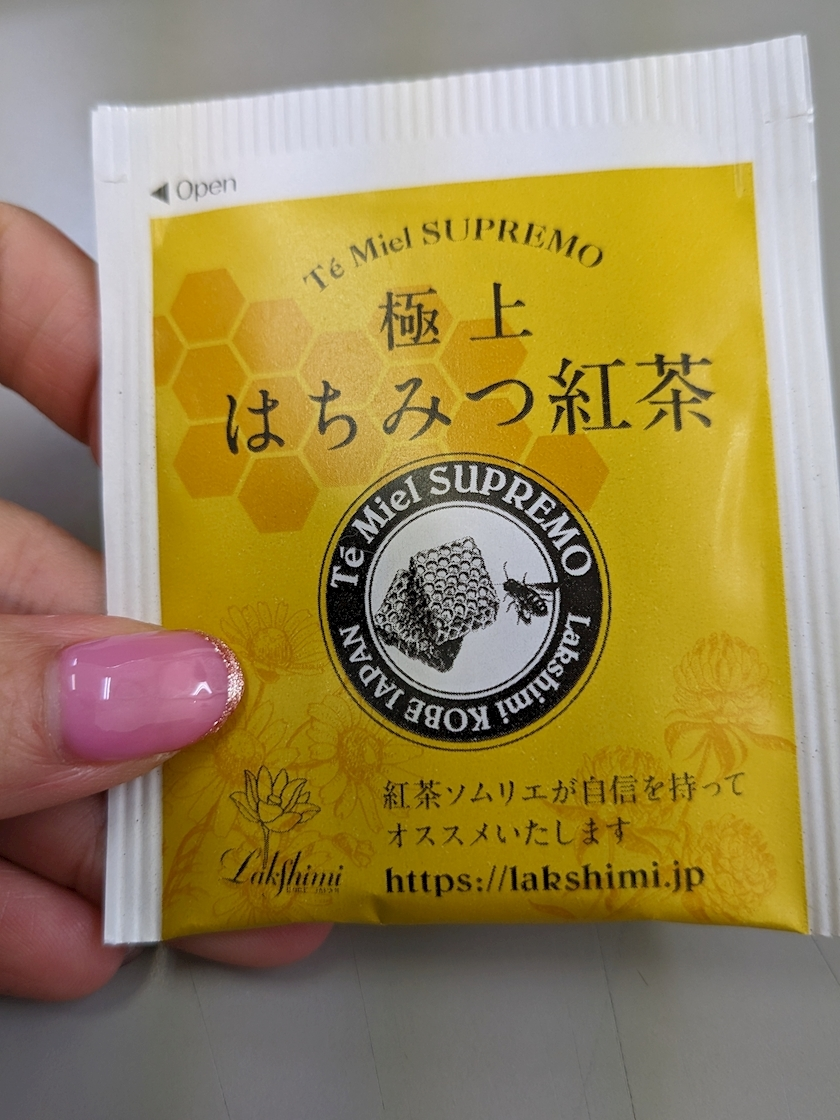 ◀ Open
Té Miel SUPREMO
極上
はちみつ紅茶
Té Miel SUPREMO
Lakshimi KOBE JAPAN
紅茶ソムリエが自信を持って
オススメいたします
Lakshimi
KOBE JAPAN
https://lakshimi.jp